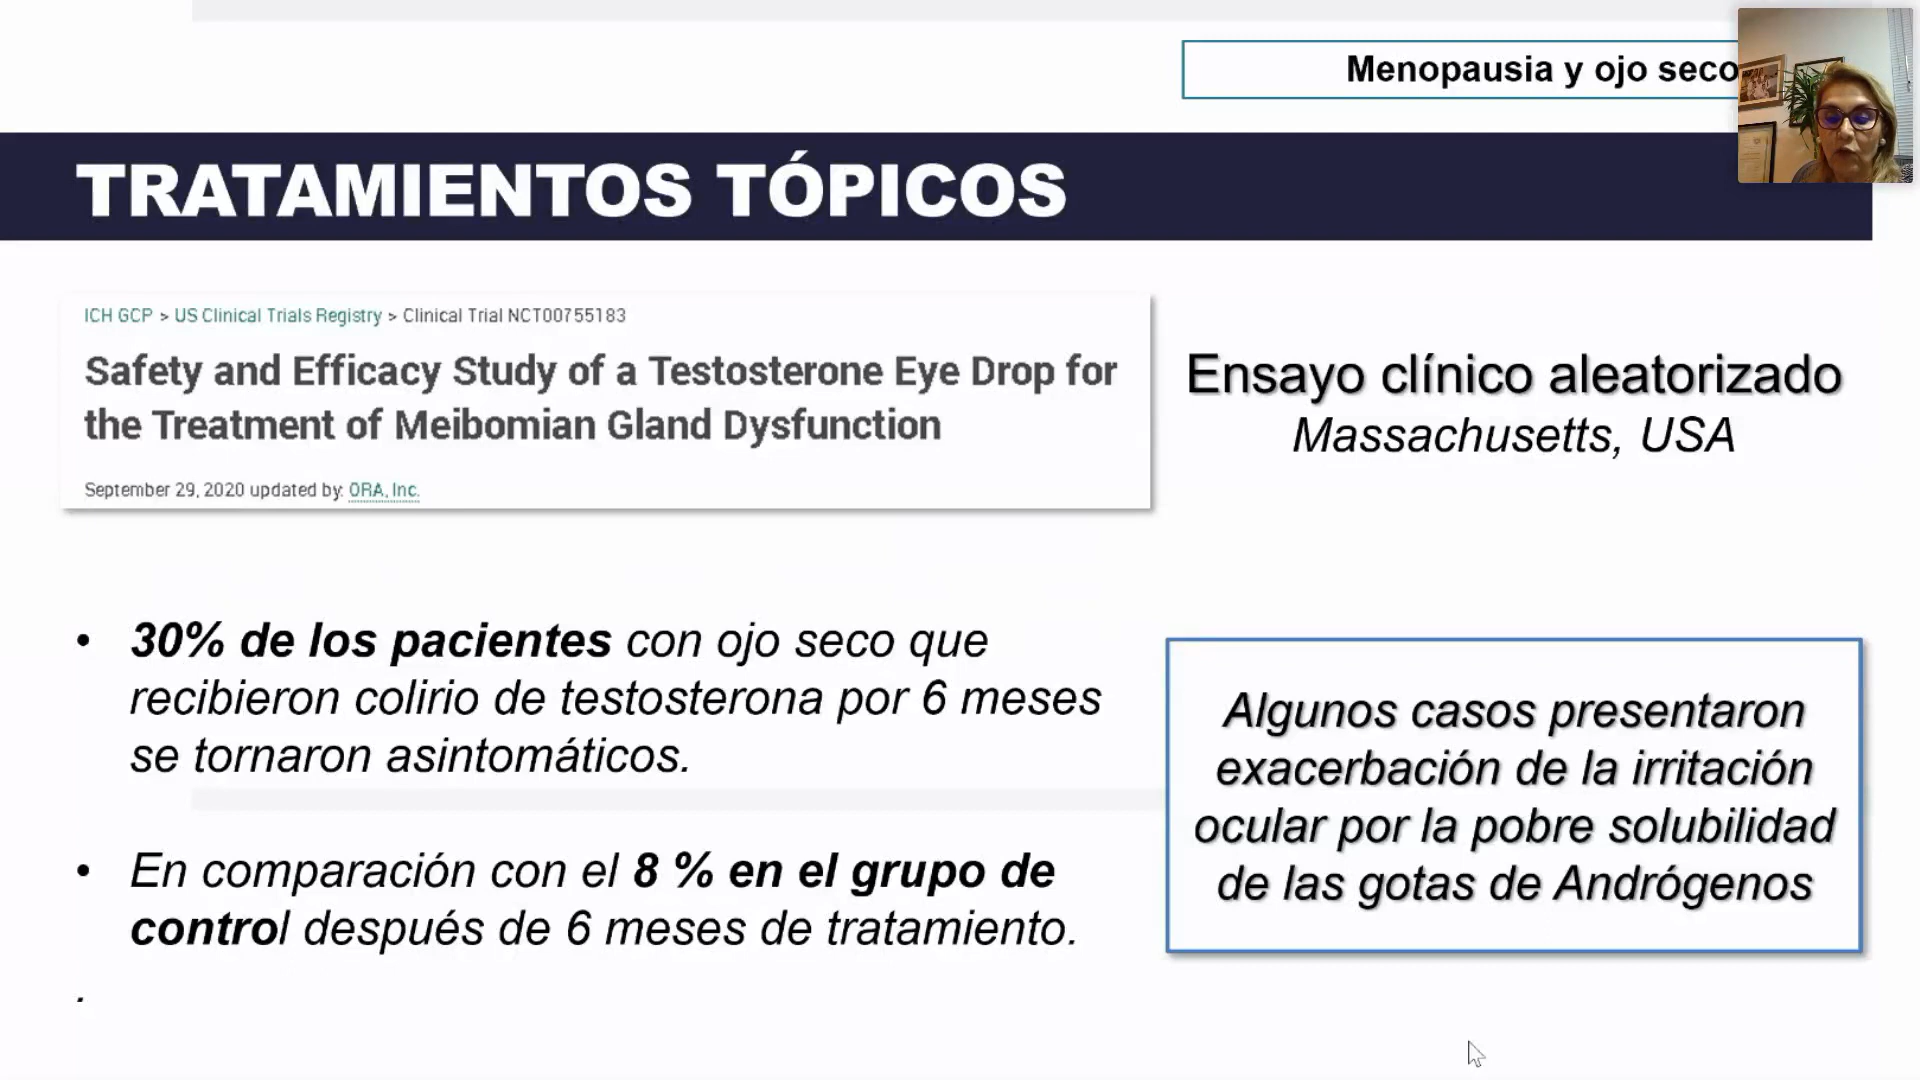 Menopausia y ojo seco
TRATAMIENTOS TÓPICOS
ICH GCP > US Clinical Trials Registry > Clinical Trial NCT00755183
Safety and Efficacy Study of a Testosterone Eye Drop for
the Treatment of Meibomian Gland Dysfunction
September 29, 2020 updated by: ORA, Inc.
Ensayo clínico aleatorizado
Massachusetts, USA
• 30% de los pacientes con ojo seco que
recibieron colirio de testosterona por 6 meses
se tornaron asintomáticos.
• En comparación con el 8 % en el grupo de
control después de 6 meses de tratamiento.
.
Algunos casos presentaron
exacerbación de la irritación
ocular por la pobre solubilidad
de las gotas de Andrógenos